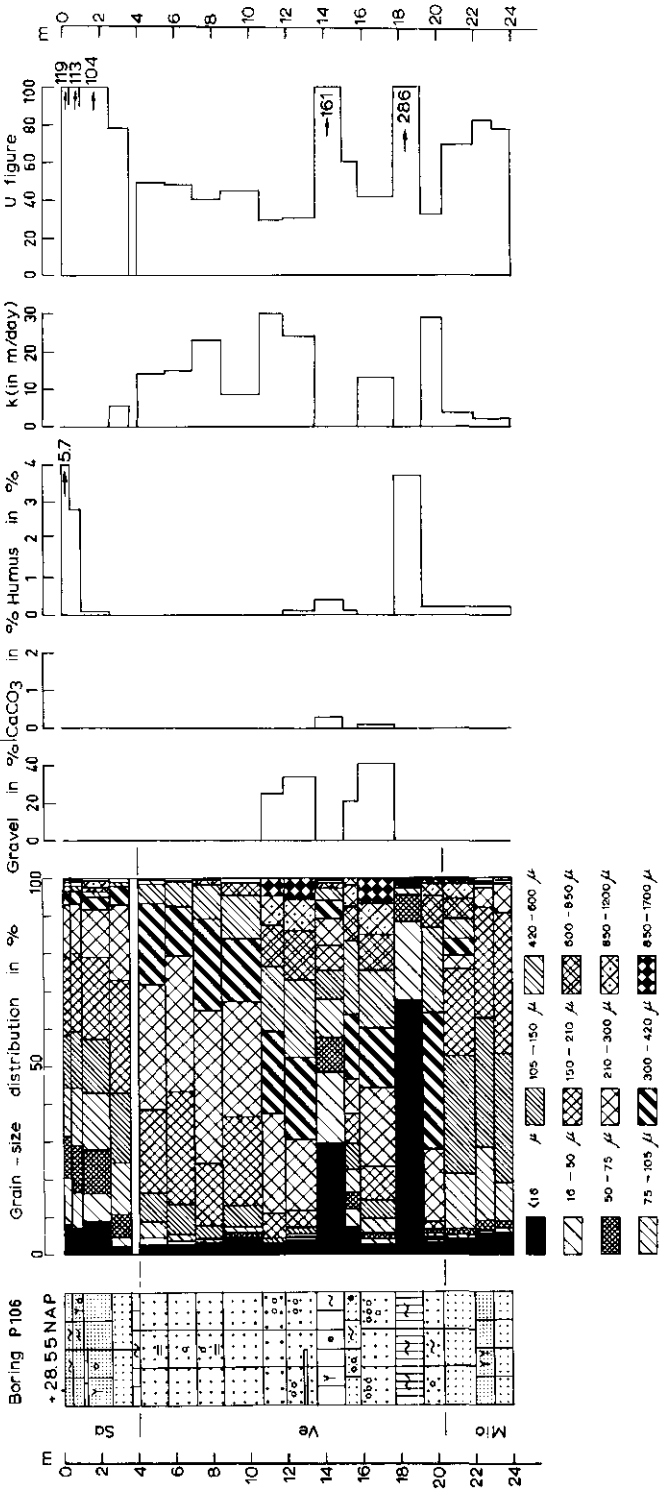 Boring P106
+28.55 NAP
m
0
2
4
6
8
10
12
14
16
18
20
22
24
Sa
Ve
Mio
Grain-size distribution in %
0
50
100
<16 μ
16-50 μ
50-75 μ
75-105 μ
105-150 μ
150-210 μ
210-300 μ
300-420 μ
420-600 μ
600-850 μ
850-1200 μ
850-1700 μ
Gravel in %
0
20
40
CaCO3 in %
0
1
2
Humus in %
0
1
2
3
4
5.7
k (in m/day)
0
10
20
30
U figure
0
20
40
60
80
100
119
113
104
161
286
m
0
2
4
6
8
10
12
14
16
18
20
22
24